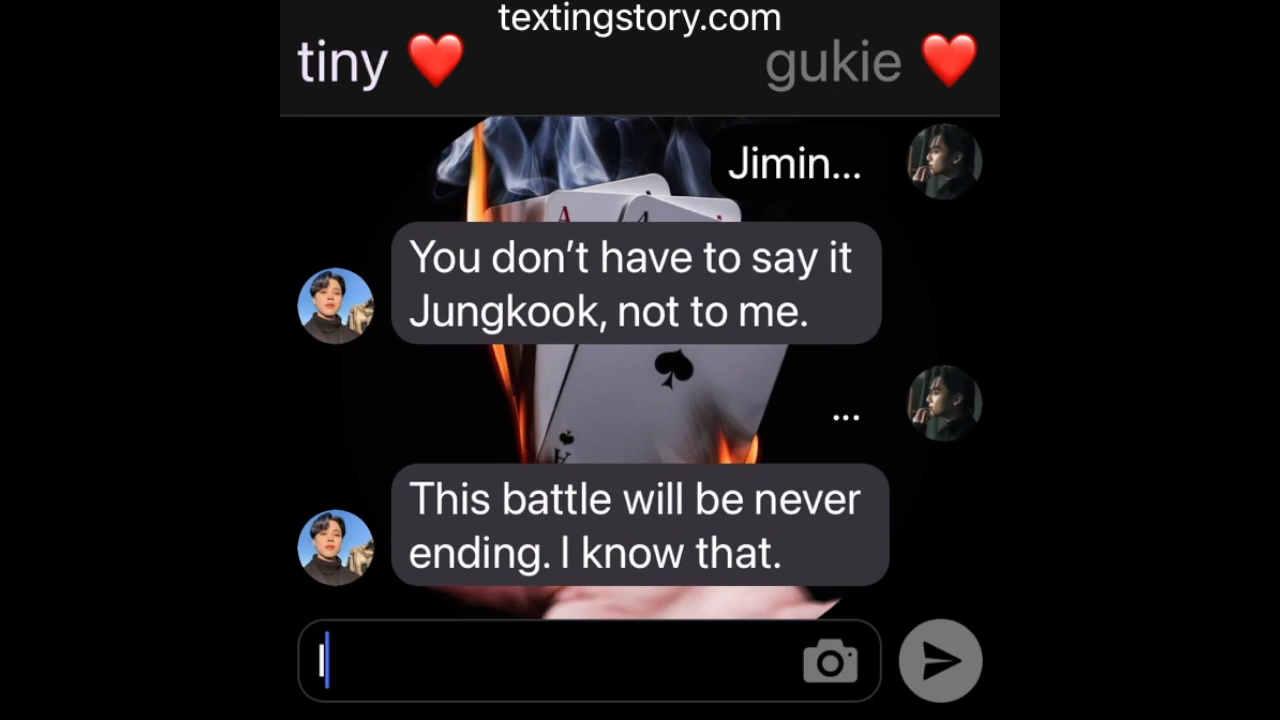 textingstory.com
tiny ❤️ gukie ❤️
Jimin...
A 4
You don't have to say it
Jungkook, not to me.
...
A
This battle will be never
ending. I know that.
I